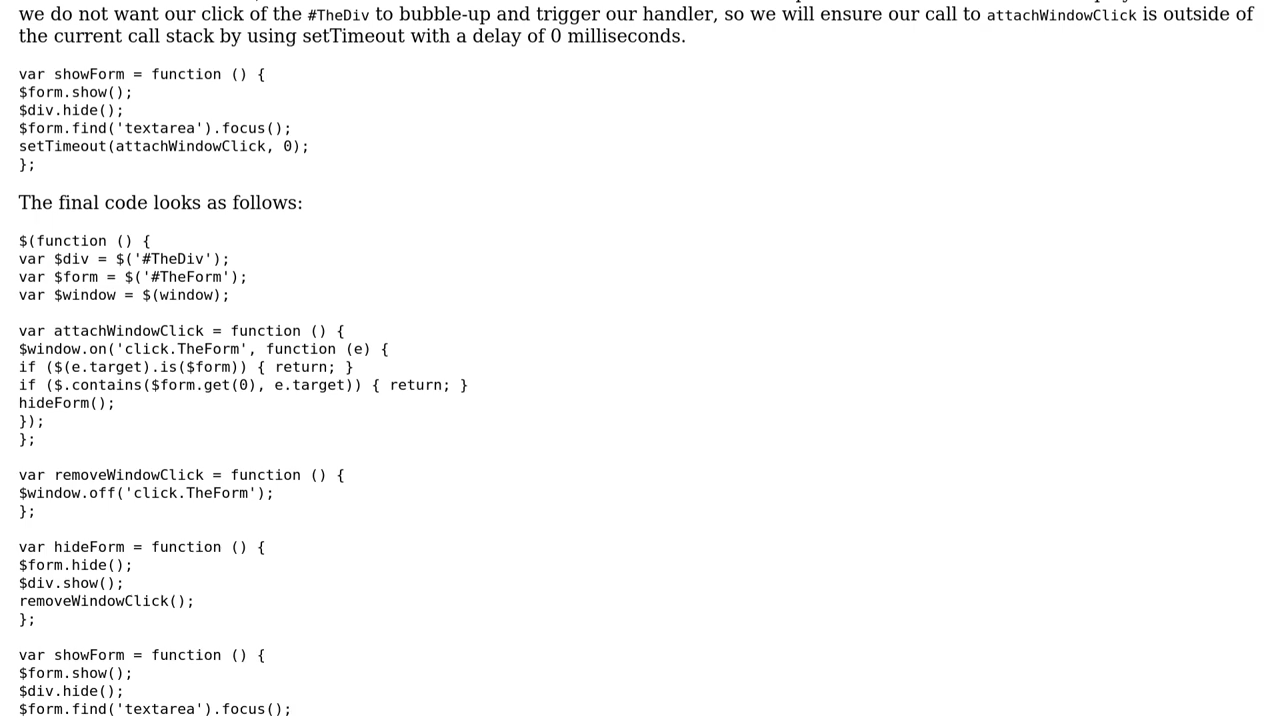 we do not want our click of the #TheDiv to bubble-up and trigger our handler, so we will ensure our call to attachWindowClick is outside of
the current call stack by using setTimeout with a delay of 0 milliseconds.
var showForm = function () {
$form.show();
$div.hide();
$form.find('textarea').focus();
setTimeout(attachWindowClick, 0);
};
The final code looks as follows:
$(function () {
var $div = $('#TheDiv');
var $form = $('#TheForm');
var $window = $(window);
var attachWindowClick = function () {
$window.on('click.TheForm', function (e) {
if ($(e.target).is($form)) { return; }
if ($.contains($form.get(0), e.target)) { return; }
hideForm();
});
};
var removeWindowClick = function () {
$window.off('click.TheForm');
};
var hideForm = function () {
$form.hide();
$div.show();
removeWindowClick();
};
var showForm = function () {
$form.show();
$div.hide();
$form.find('textarea').focus();